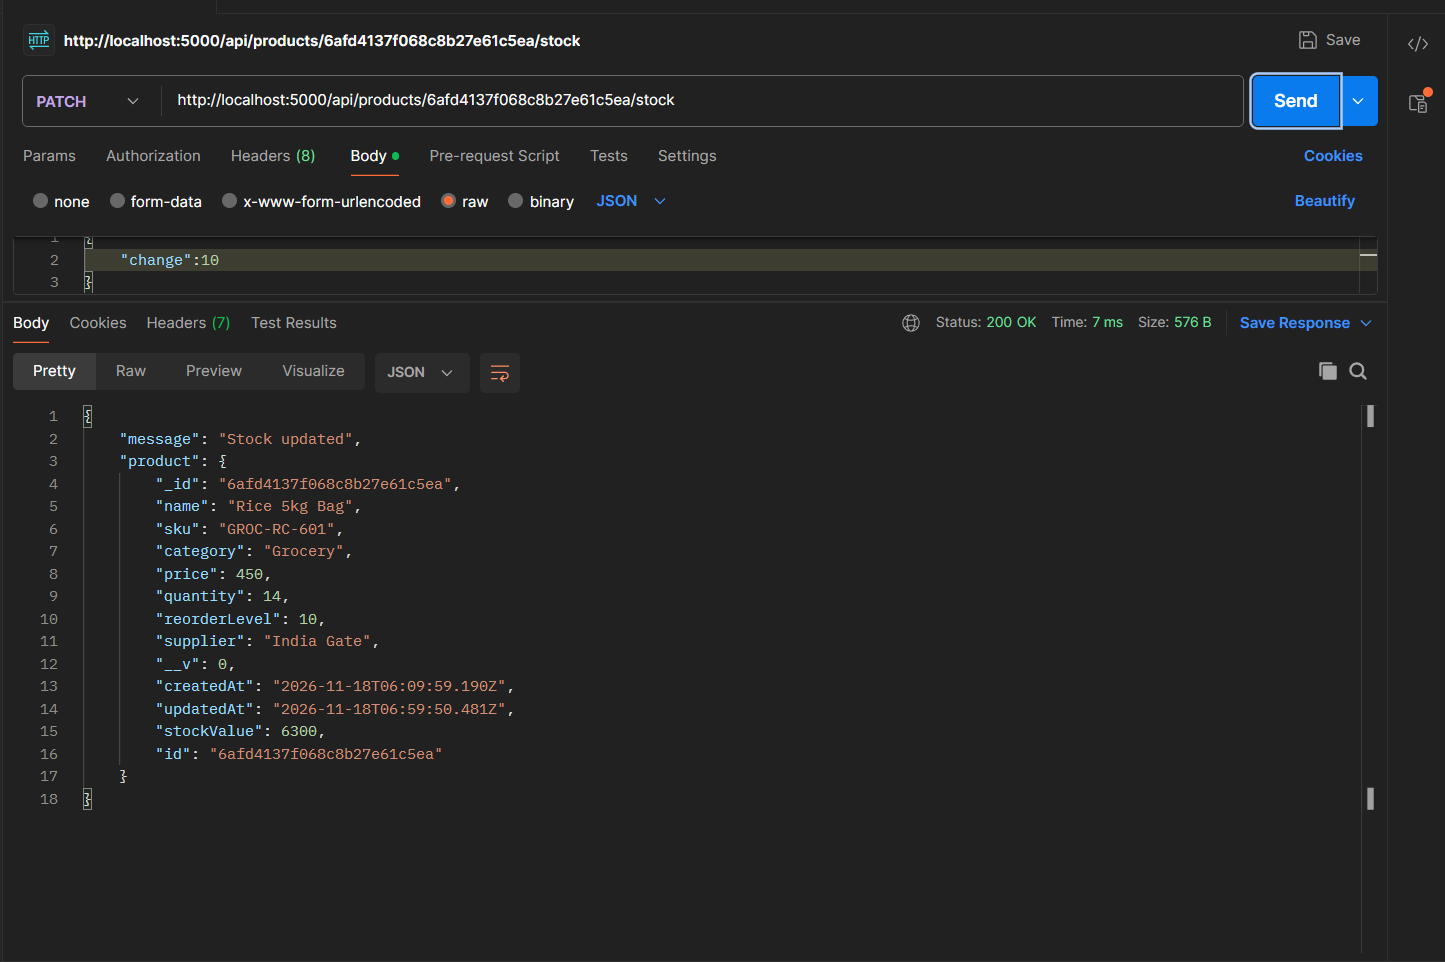 HTTP http://localhost:5000/api/products/6afd4137f068c8b27e61c5ea/stock Save
PATCH http://localhost:5000/api/products/6afd4137f068c8b27e61c5ea/stock Send
Params Authorization Headers (8) Body Pre-request Script Tests Settings Cookies
none form-data x-www-form-urlencoded raw binary JSON Beautify
1 {
2 "change":10
3 }
Body Cookies Headers (7) Test Results Status: 200 OK Time: 7 ms Size: 576 B Save Response
Pretty Raw Preview Visualize JSON
1 {
2 "message": "Stock updated",
3 "product": {
4 "_id": "6afd4137f068c8b27e61c5ea",
5 "name": "Rice 5kg Bag",
6 "sku": "GROC-RC-601",
7 "category": "Grocery",
8 "price": 450,
9 "quantity": 14,
10 "reorderLevel": 10,
11 "supplier": "India Gate",
12 "__v": 0,
13 "createdAt": "2026-11-18T06:09:59.190Z",
14 "updatedAt": "2026-11-18T06:59:50.481Z",
15 "stockValue": 6300,
16 "id": "6afd4137f068c8b27e61c5ea"
17 }
18 }